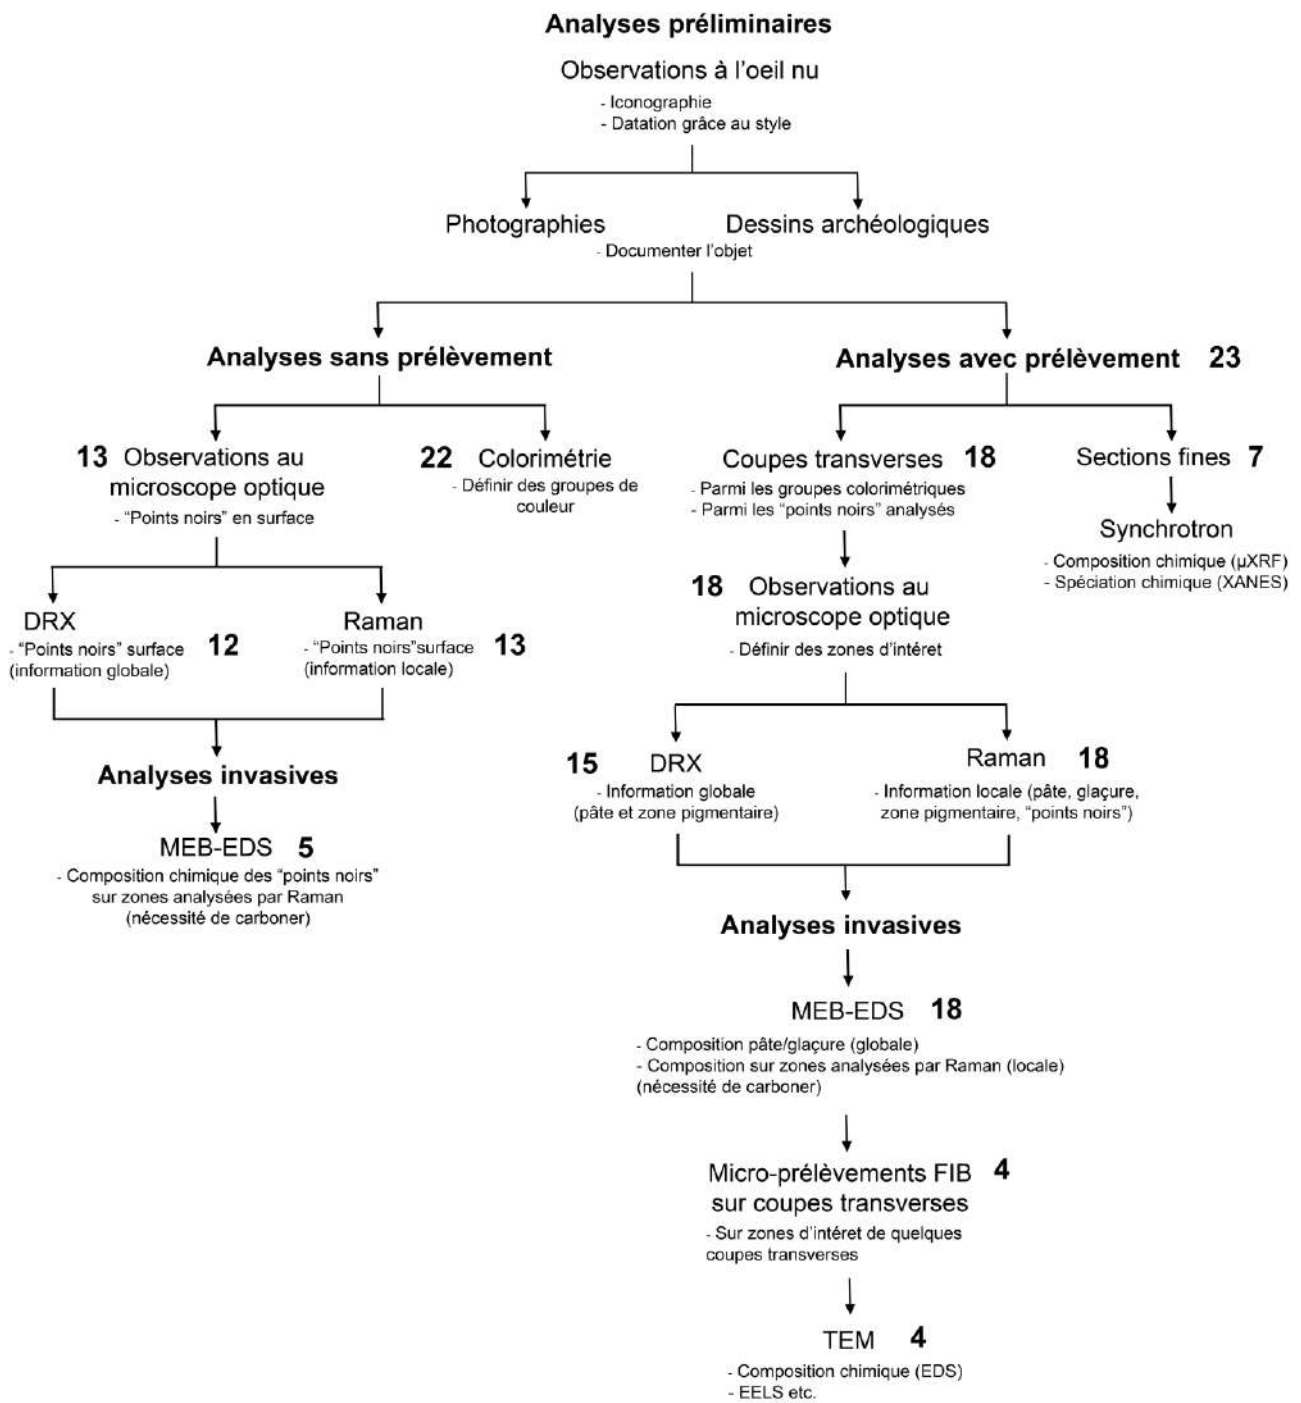 Analyses préliminaires
Observations à l'oeil nu
- Iconographie
- Datation grâce au style
Photographies
Dessins archéologiques
- Documenter l'objet
Analyses sans prélèvement
13 Observations au
microscope optique
- "Points noirs" en surface
22 Colorimétrie
- Définir des groupes de
couleur
DRX
- "Points noirs" surface
(information globale)
12
Raman
- "Points noirs"surface
(information locale)
13
Analyses invasives
MEB-EDS 5
- Composition chimique des "points noirs"
sur zones analysées par Raman
(nécessité de carboner)
Analyses avec prélèvement 23
Coupes transverses 18
- Parmi les groupes colorimétriques
- Parmi les "points noirs" analysés
Sections fines 7
Synchrotron
- Composition chimique (µXRF)
- Spéciation chimique (XANES)
18 Observations au
microscope optique
- Définir des zones d'intéret
15 DRX
- Information globale
(pâte et zone pigmentaire)
Raman 18
- Information locale (pâte, glaçure,
zone pigmentaire, "points noirs")
Analyses invasives
MEB-EDS 18
- Composition pâte/glaçure (globale)
- Composition sur zones analysées par Raman (locale)
(nécessité de carboner)
Micro-prélèvements FIB 4
sur coupes transverses
- Sur zones d'intéret de quelques
coupes transverses
TEM 4
- Composition chimique (EDS)
- EELS etc.